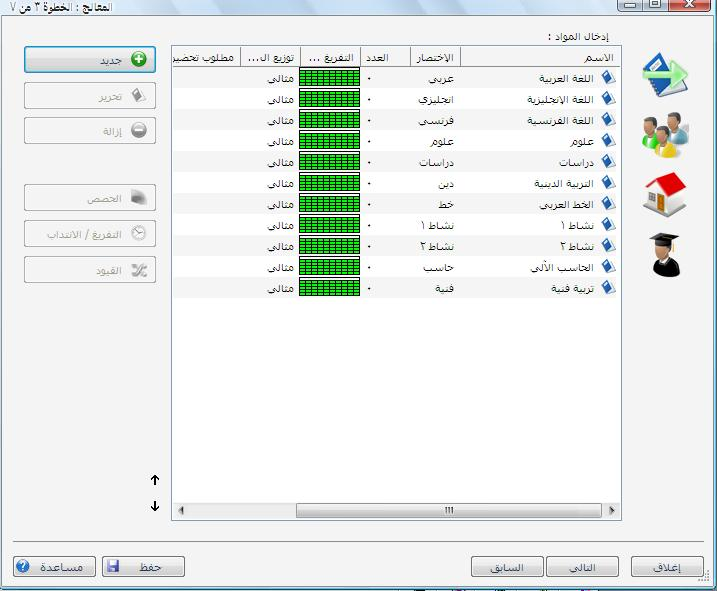 المعالج : الخطوة ٣ من ٧
إدخال المواد :
الاسم الاختصار العدد التفريغ ... توزيع ال... مطلوب تحضير
اللغة العربية عربي ٠ مثالي
اللغة الإنجليزية انجليزي ٠ مثالي
اللغة الفرنسية فرنسي ٠ مثالي
علوم علوم ٠ مثالي
دراسات دراسات ٠ مثالي
التربية الدينية دين ٠ مثالي
الخط العربي خط ٠ مثالي
نشاط ١ نشاط ١ ٠ مثالي
نشاط ٢ نشاط ٢ ٠ مثالي
الحاسب الآلي حاسب ٠ مثالي
تربية فنية فنية ٠ مثالي
جديد
تحرير
إزالة
الحصص
التفريغ / الانتداب
القيود
إغلاق التالي السابق حفظ مساعدة